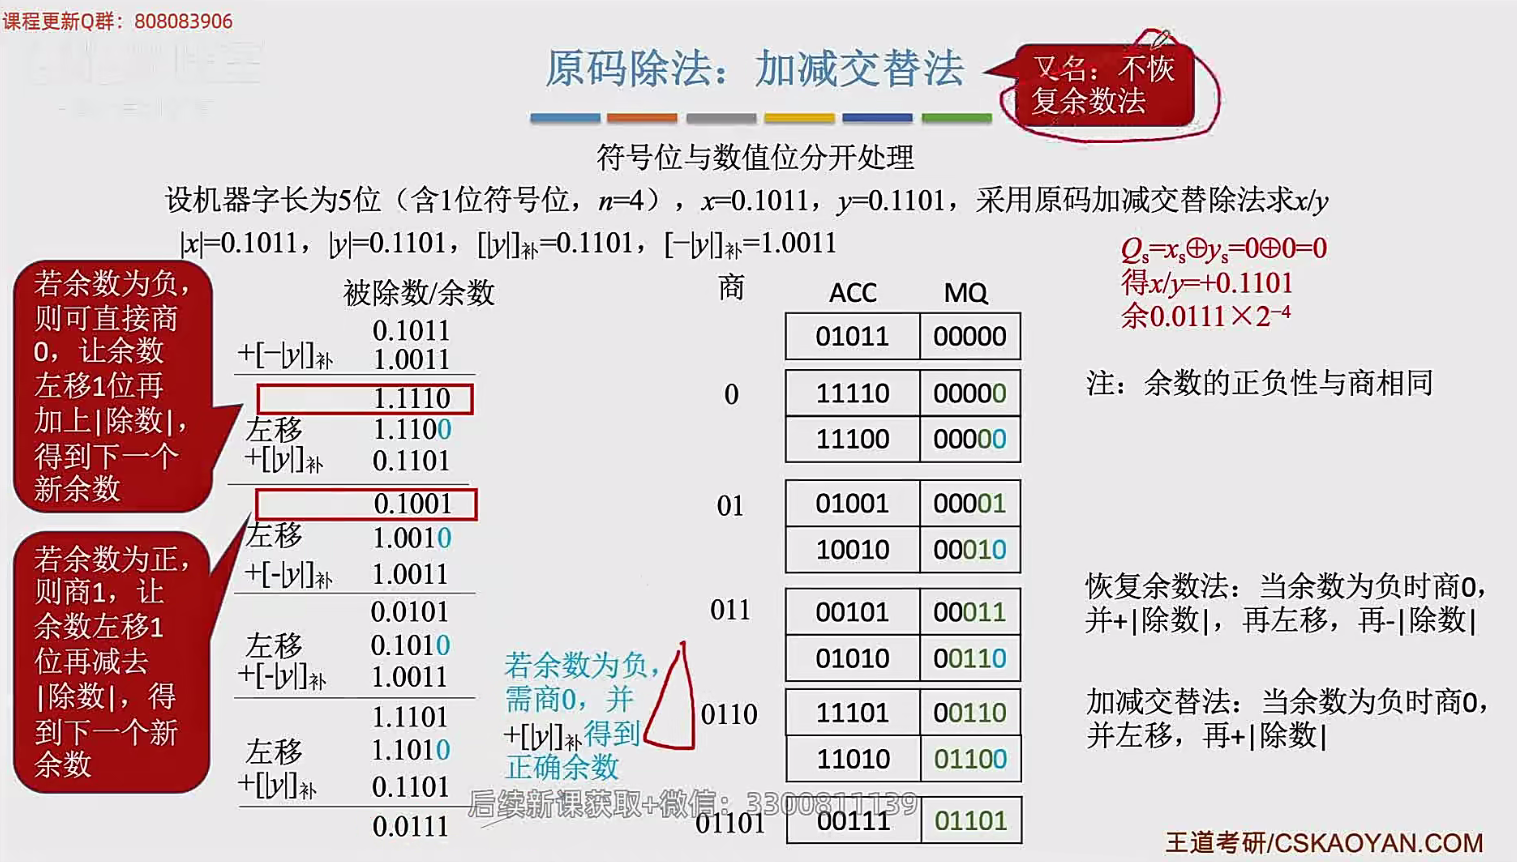 课程更新Q群：808083906
原码除法：加减交替法
又名：不恢
复余数法
符号位与数值位分开处理
设机器字长为5位（含1位符号位，n=4），x=0.1011，y=0.1101，采用原码加减交替除法求x/y
|x|=0.1011，|y|=0.1101，[|y|]补=0.1101，[−|y|]补=1.0011
Qs=xs⊕ys=0⊕0=0
得x/y=+0.1101
余0.0111×2⁻⁴
注：余数的正负性与商相同
若余数为负，
则可直接商
0，让余数
左移1位再
加上|除数|，
得到下一个
新余数
若余数为正，
则商1，让
余数左移1
位再减去
|除数|，得
到下一个新
余数
被除数/余数 商 ACC MQ
0.1011 01011 00000
+[−|y|]补 1.0011
1.1110 0 11110 00000
左移 1.1100 11100 00000
+[|y|]补 0.1101
0.1001 01 01001 00001
左移 1.0010 10010 00010
+[-|y|]补 1.0011
0.0101 011 00101 00011
左移 0.1010 01010 00110
+[-|y|]补 1.0011
1.1101 0110 11101 00110
左移 1.1010 11010 01100
+[|y|]补 0.1101
0.0111 01101 00111 01101
若余数为负，
需商0，并
+[|y|]补得到
正确余数
恢复余数法：当余数为负时商0，
并+|除数|，再左移，再-|除数|
加减交替法：当余数为负时商0，
并左移，再+|除数|
后续新课获取+微信：3300811139
王道考研/CSKAOYAN.COM